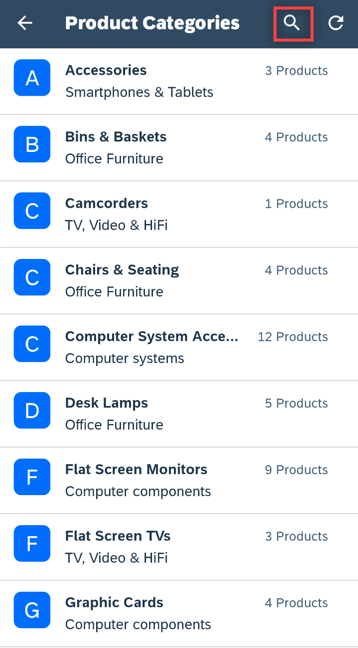 Product Categories
A
Accessories
3 Products
Smartphones & Tablets
B
Bins & Baskets
4 Products
Office Furniture
C
Camcorders
1 Products
TV, Video & HiFi
C
Chairs & Seating
4 Products
Office Furniture
C
Computer System Acce...
12 Products
Computer systems
D
Desk Lamps
5 Products
Office Furniture
F
Flat Screen Monitors
9 Products
Computer components
F
Flat Screen TVs
3 Products
TV, Video & HiFi
G
Graphic Cards
4 Products
Computer components